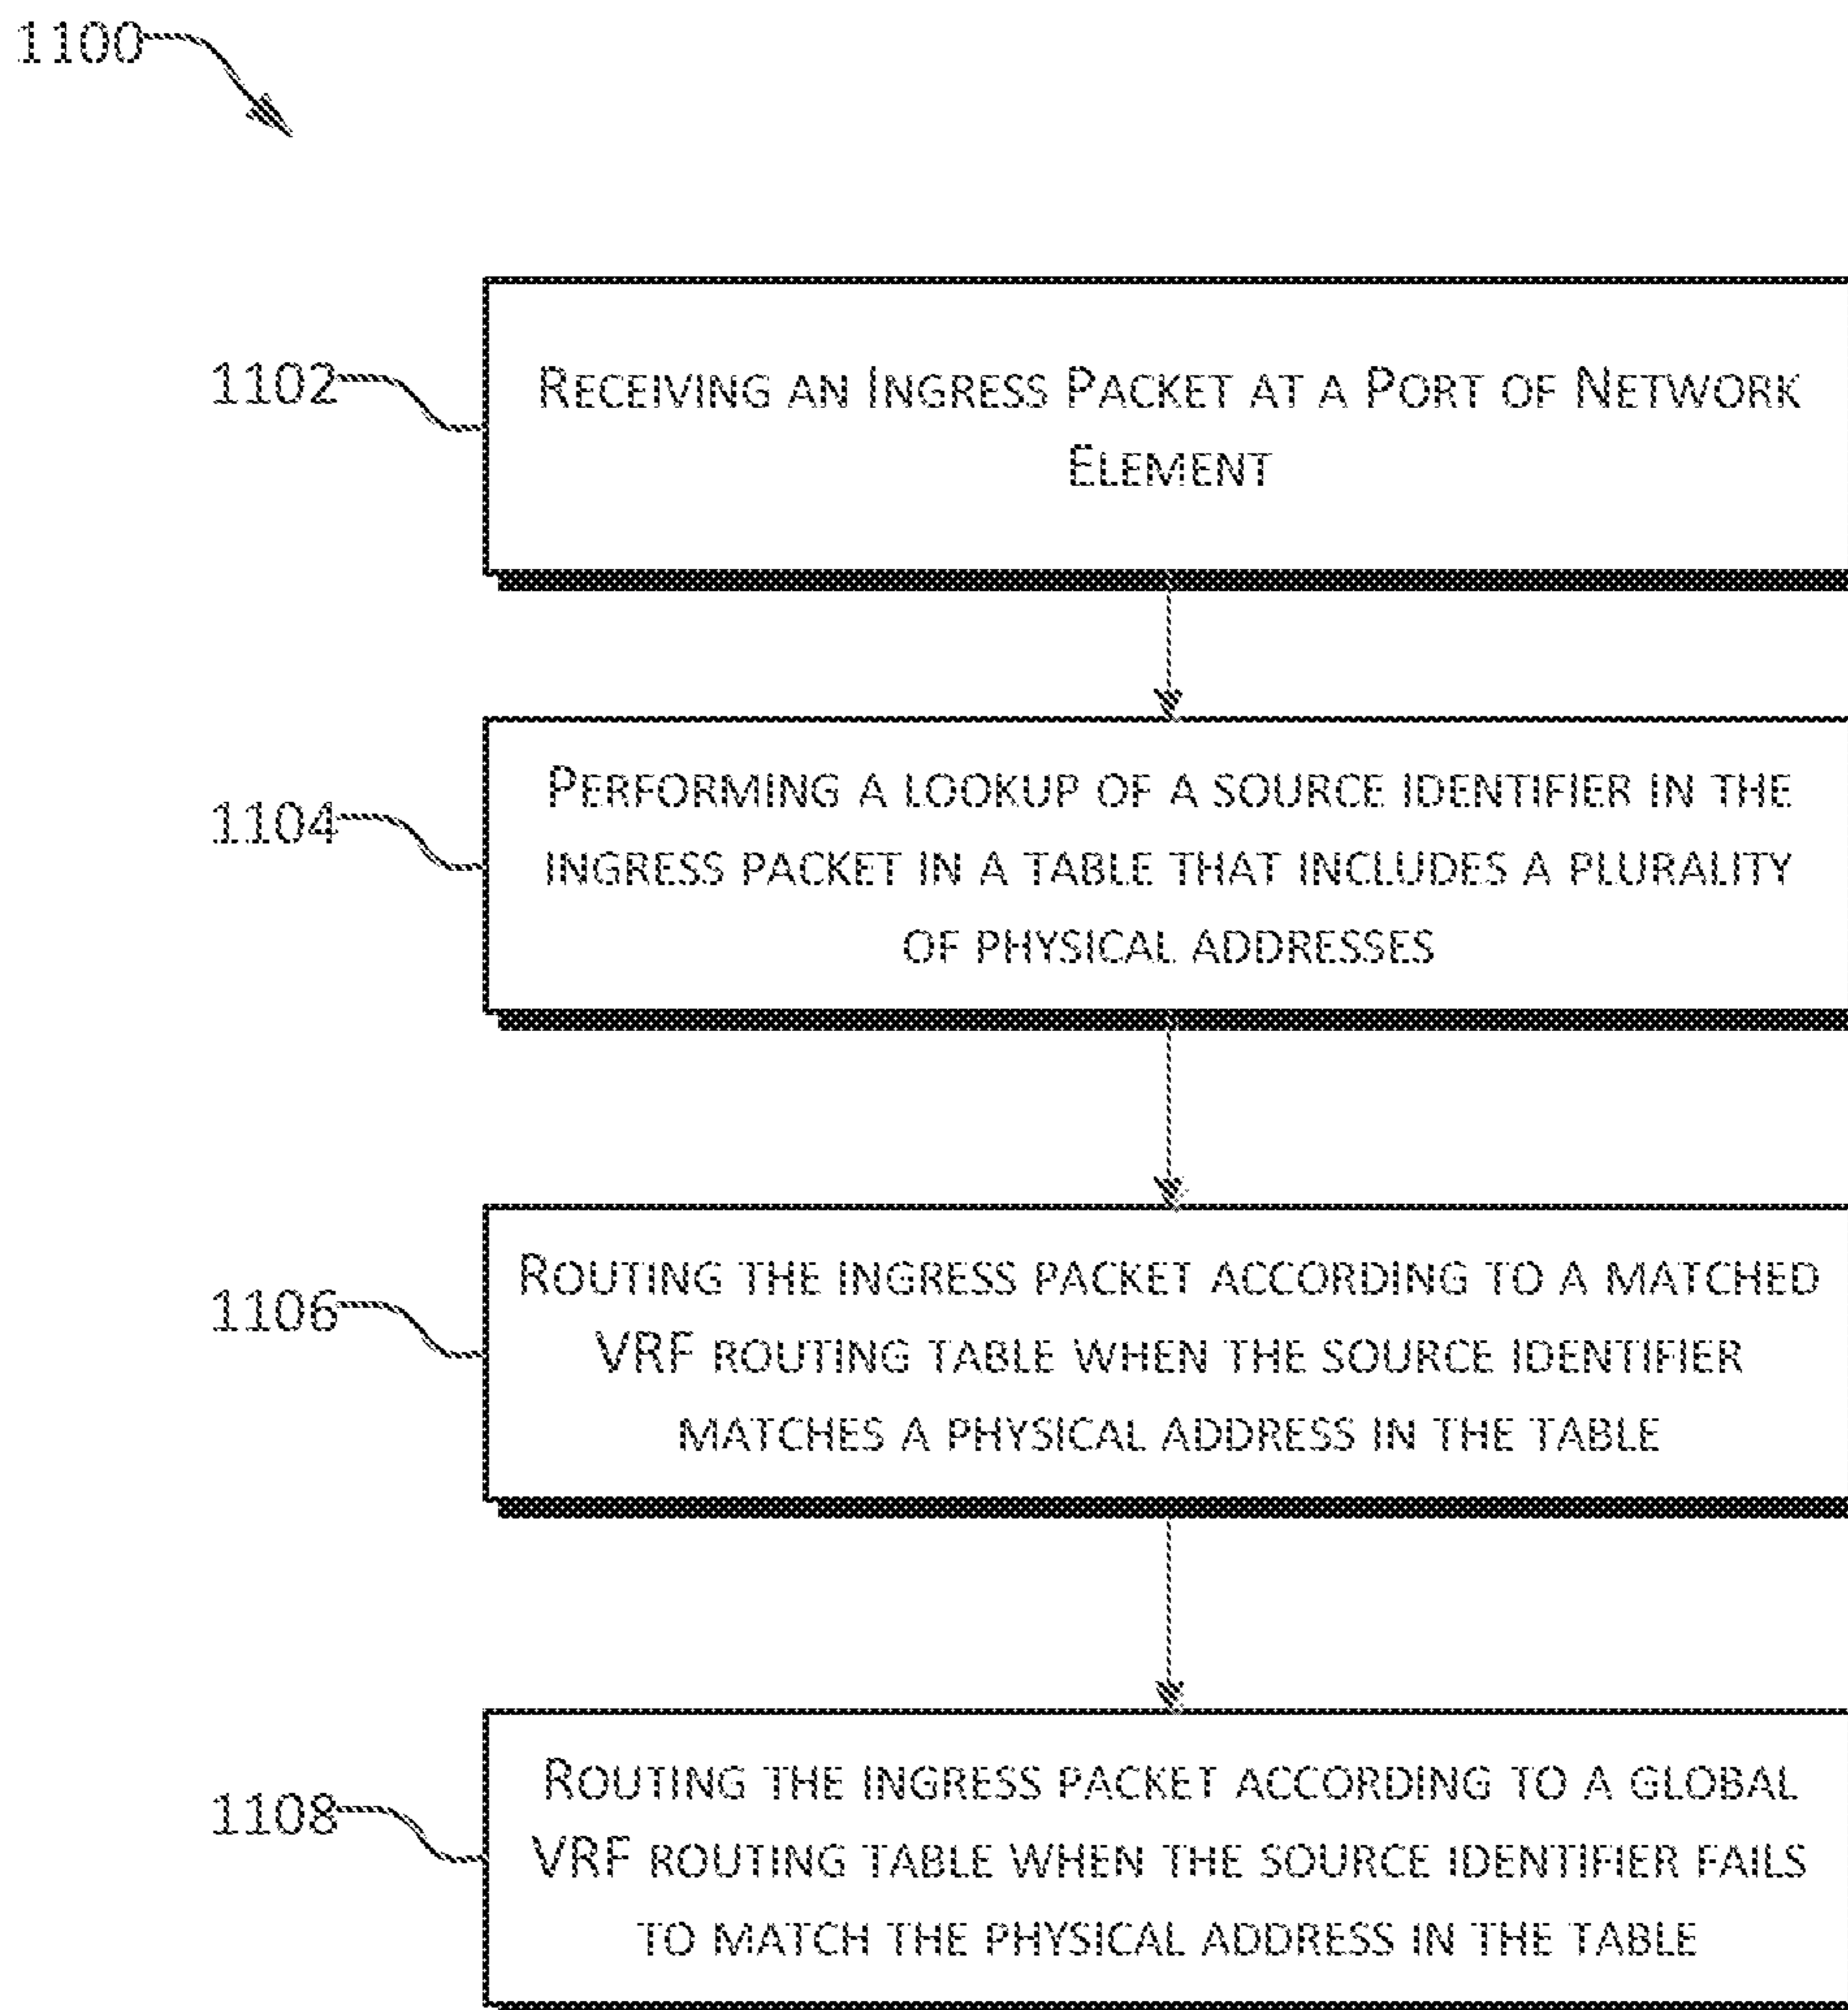 1100
1102
RECEIVING AN INGRESS PACKET AT A PORT OF NETWORK
ELEMENT
1104
PERFORMING A LOOKUP OF A SOURCE IDENTIFIER IN THE
INGRESS PACKET IN A TABLE THAT INCLUDES A PLURALITY
OF PHYSICAL ADDRESSES
1106
ROUTING THE INGRESS PACKET ACCORDING TO A MATCHED
VRF ROUTING TABLE WHEN THE SOURCE IDENTIFIER
MATCHES A PHYSICAL ADDRESS IN THE TABLE
1108
ROUTING THE INGRESS PACKET ACCORDING TO A GLOBAL
VRF ROUTING TABLE WHEN THE SOURCE IDENTIFIER FAILS
TO MATCH THE PHYSICAL ADDRESS IN THE TABLE